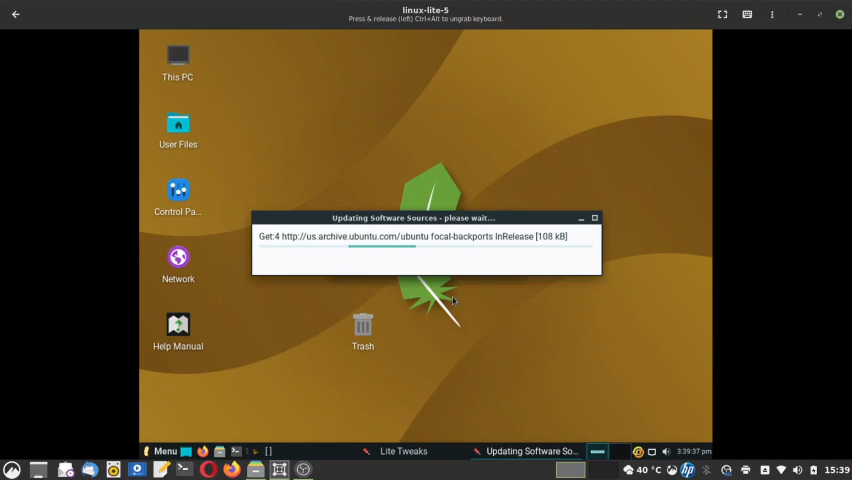 linux-lite-5
Press & release (left) Ctrl+Alt to ungrab keyboard.
This PC
User Files
Control Pa...
Network
Help Manual
Trash
Updating Software Sources - please wait...
Get:4 http://us.archive.ubuntu.com/ubuntu focal-backports InRelease [108 kB]
Menu
Lite Tweaks
Updating Software So...
3:39:37 pm
40 °C
hp
15:39